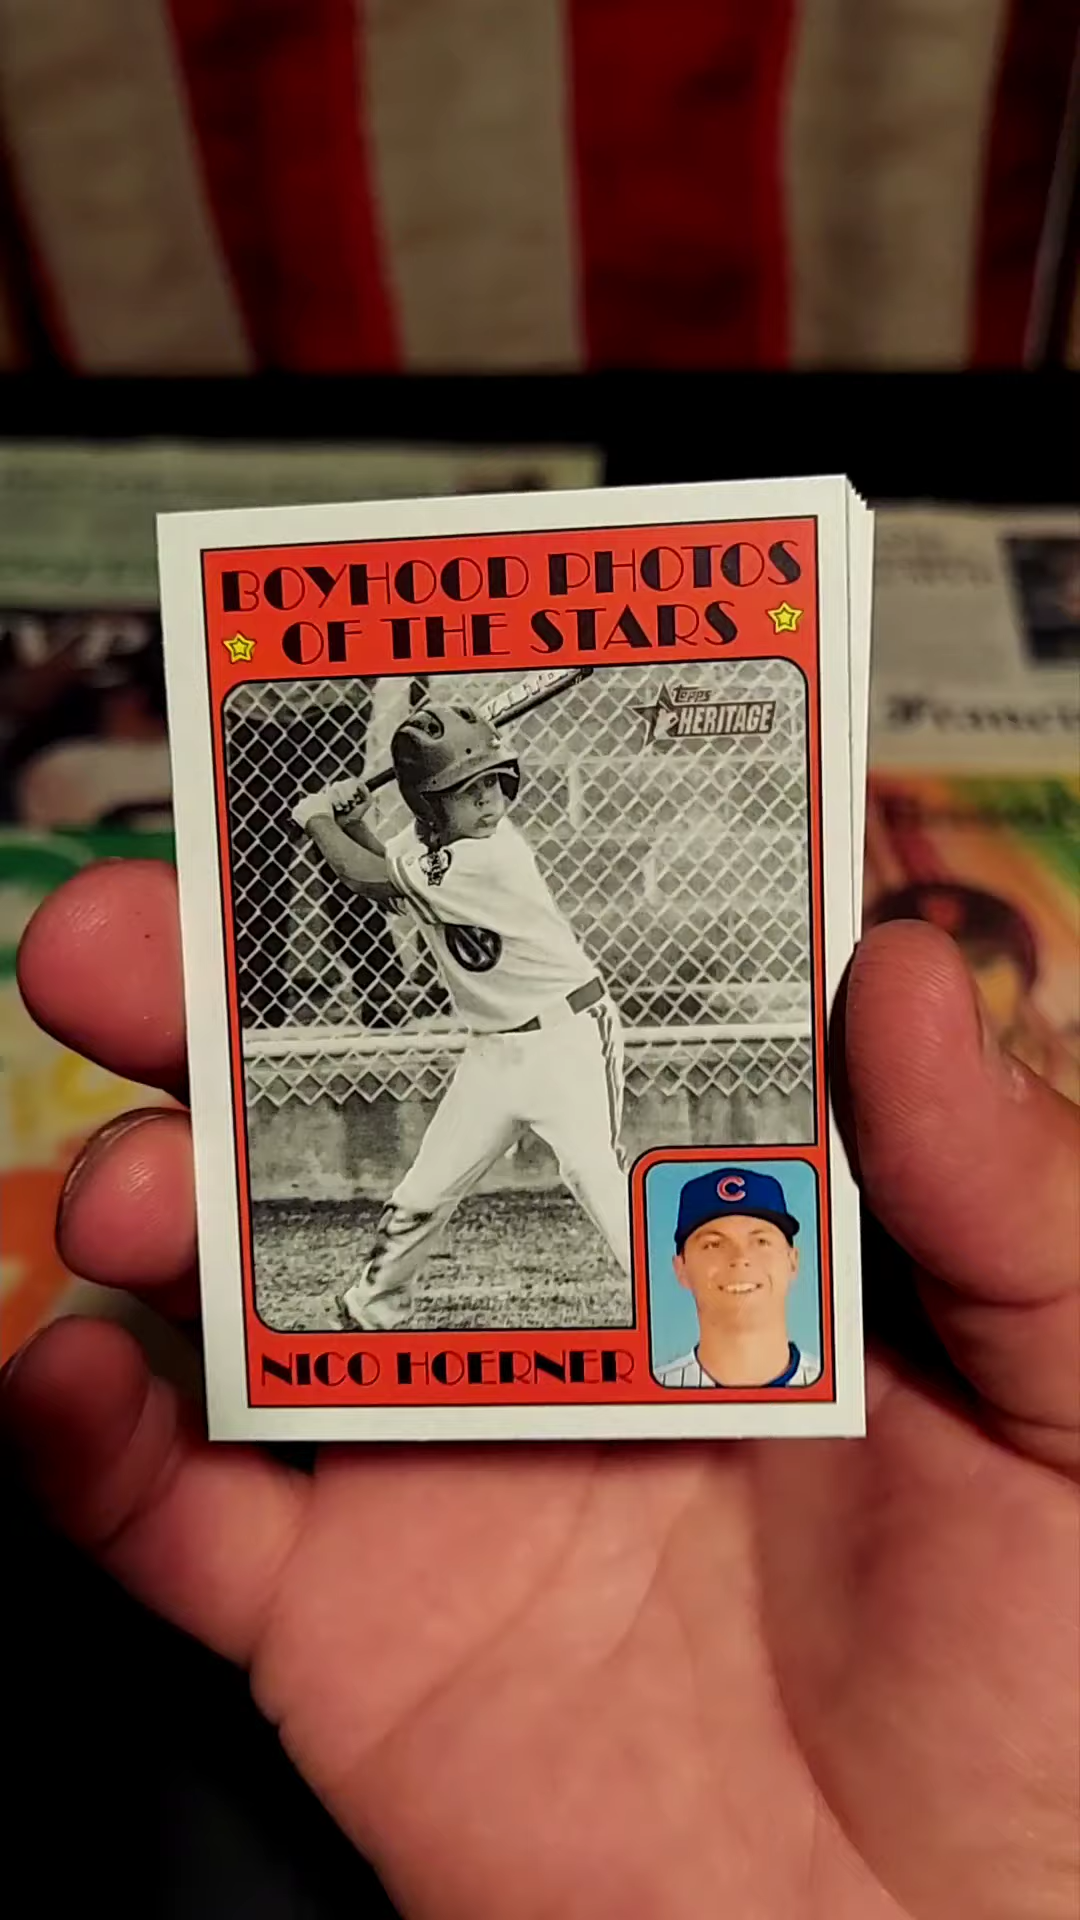 BOYHOOD PHOTOS
OF THE STARS
Topps
HERITAGE
C
NICO HOERNER